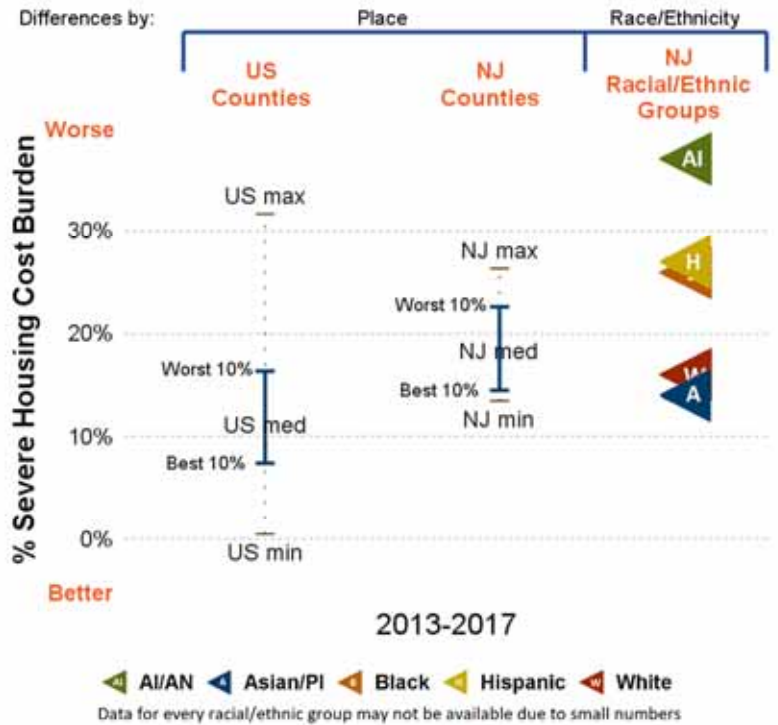 Differences by: Place Race/Ethnicity
US Counties
NJ Counties
NJ Racial/Ethnic Groups
Worse
% Severe Housing Cost Burden
AI
US max
30%
H
NJ max
Worst 10%
20%
NJ med
Worst 10%
W
Best 10%
A
US med
NJ min
10%
Best 10%
0%
US min
Better
2013-2017
AI/AN Asian/PI Black Hispanic White
Data for every racial/ethnic group may not be available due to small numbers